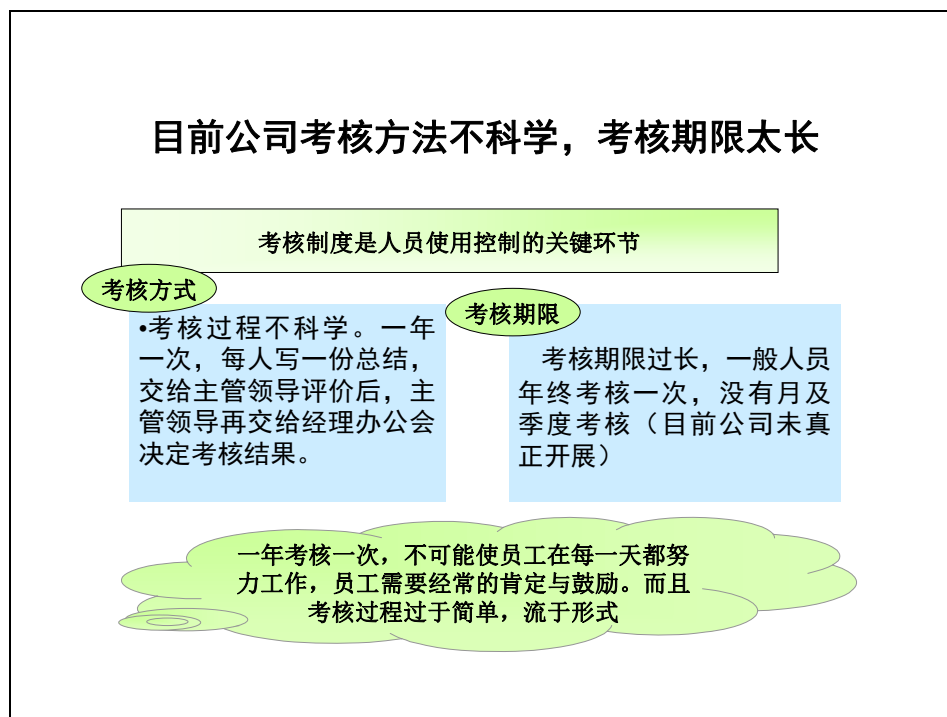 目前公司考核方法不科学，考核期限太长
考核制度是人员使用控制的关键环节
考核方式
•考核过程不科学。一年
一次，每人写一份总结，
交给主管领导评价后，主
管领导再交给经理办公会
决定考核结果。
考核期限
考核期限过长，一般人员
年终考核一次，没有月及
季度考核（目前公司未真
正开展）
一年考核一次，不可能使员工在每一天都努
力工作，员工需要经常的肯定与鼓励。而且
考核过程过于简单，流于形式